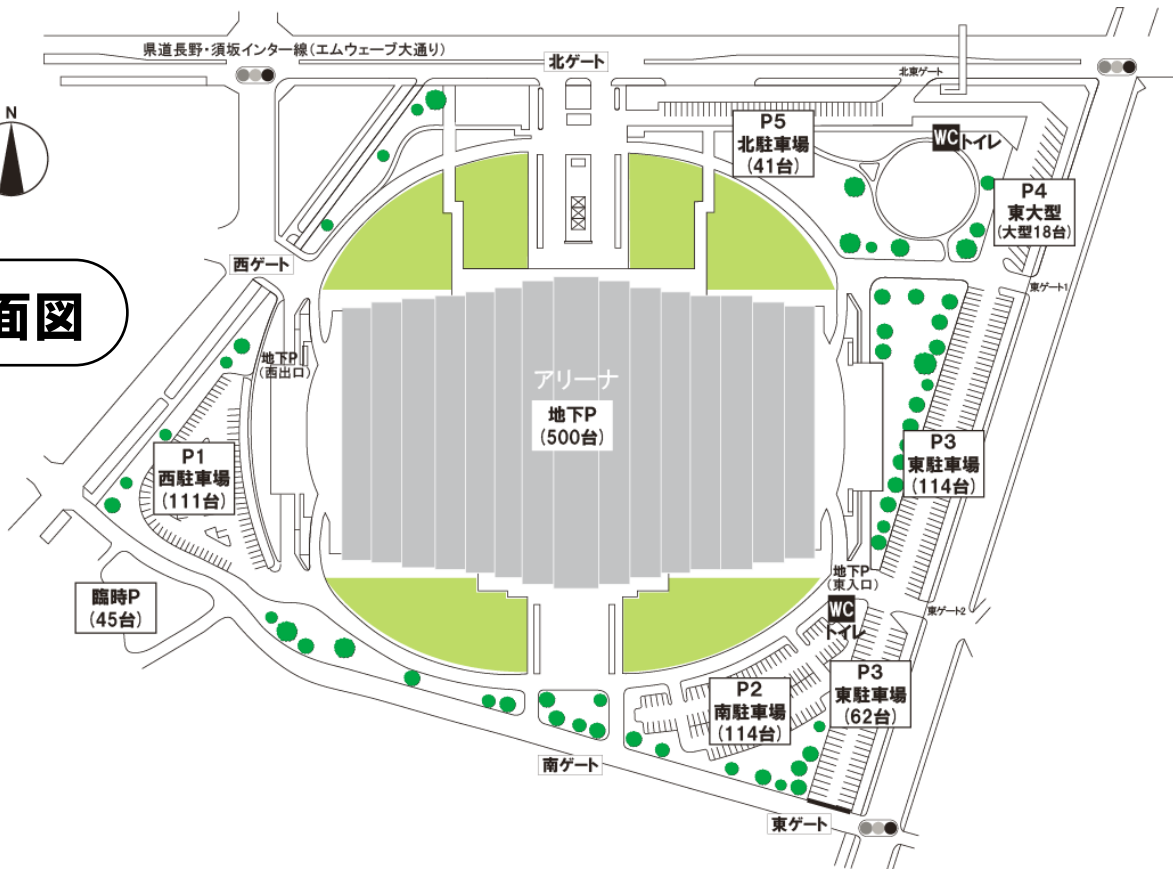 県道長野・須坂インター線（エムウェーブ大通り）
北ゲート
北東ゲート
N
P5
北駐車場
（41台）
WC トイレ
P4
東大型
（大型18台）
西ゲート
東ゲート1
面図
地下P
（西出口）
アリーナ
地下P
（500台）
P1
西駐車場
（111台）
P3
東駐車場
（114台）
地下P
（東入口）
臨時P
（45台）
WC
トイレ
東ゲート2
P3
東駐車場
（62台）
P2
南駐車場
（114台）
南ゲート
東ゲート